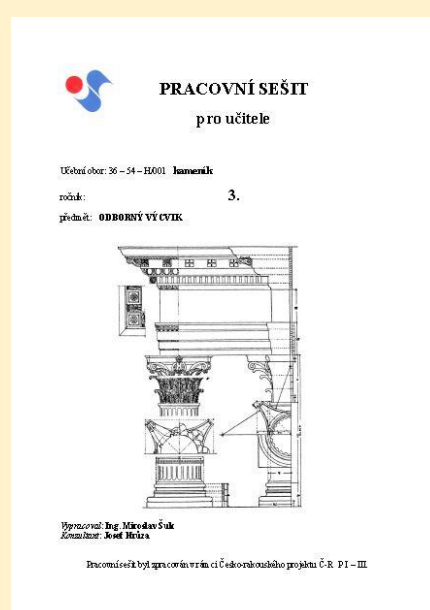 PRACOVNÍ SEŠIT
pro učitele
Učební obor: 36 – 54 – H/001 kameník
ročník: 3.
předmět: ODBORNÝ VÝCVIK
Vypracoval: Ing. Miroslav Šuk
Konzultant: Josef Hrůza
Pracovní sešit byl zpracován v rámci Česko-rakouského projektu Č-R P I – III